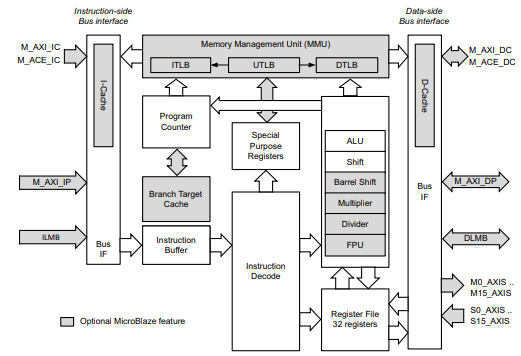 Instruction-side
Bus interface
Data-side
Bus interface
M_AXI_IC
M_ACE_IC
I-Cache
Memory Management Unit (MMU)
ITLB
UTLB
DTLB
D-Cache
M_AXI_DC
M_ACE_DC
Program
Counter
Special
Purpose
Registers
ALU
Shift
Barrel Shift
Multiplier
Divider
FPU
M_AXI_IP
Branch Target
Cache
Bus
IF
M_AXI_DP
ILMB
Bus
IF
Instruction
Buffer
Instruction
Decode
DLMB
Register File
32 registers
M0_AXIS ..
M15_AXIS
S0_AXIS ..
S15_AXIS
Optional MicroBlaze feature